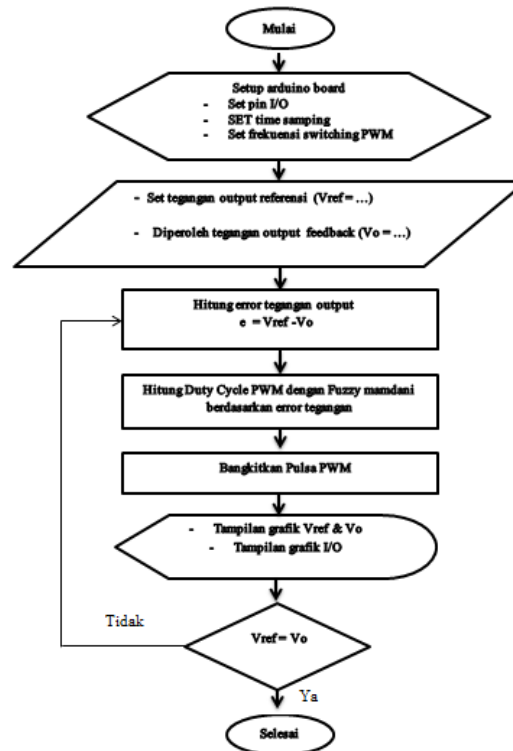 Mulai
Setup arduino board
- Set pin I/O
- SET time samping
- Set frekuensi switching PWM
- Set tegangan output referensi (Vref = ...)
- Diperoleh tegangan output feedback (Vo = ...)
Hitung error tegangan output
e = Vref -Vo
Hitung Duty Cycle PWM dengan Fuzzy mamdani
berdasarkan error tegangan
Bangkitkan Pulsa PWM
- Tampilan grafik Vref & Vo
- Tampilan grafik I/O
Tidak
Vref = Vo
Ya
Selesai